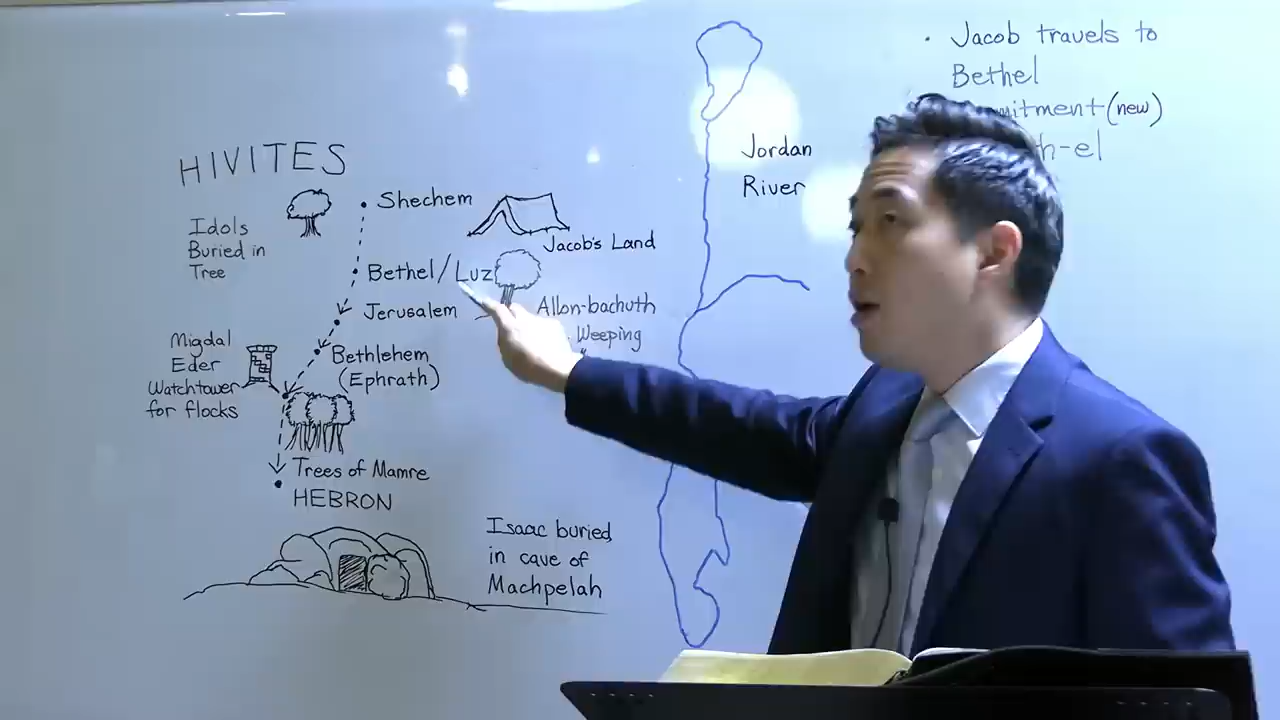 HIVITES
Idols
Buried in
Tree
Shechem
Jacob's Land
Bethel/Luz
Jerusalem
Allon-bachuth
Weeping
Migdal
Eder
Watchtower
for flocks
Bethlehem
(Ephrath)
Trees of Mamre
HEBRON
Isaac buried
in cave of
Machpelah
Jordan
River
• Jacob travels to
Bethel
(new)